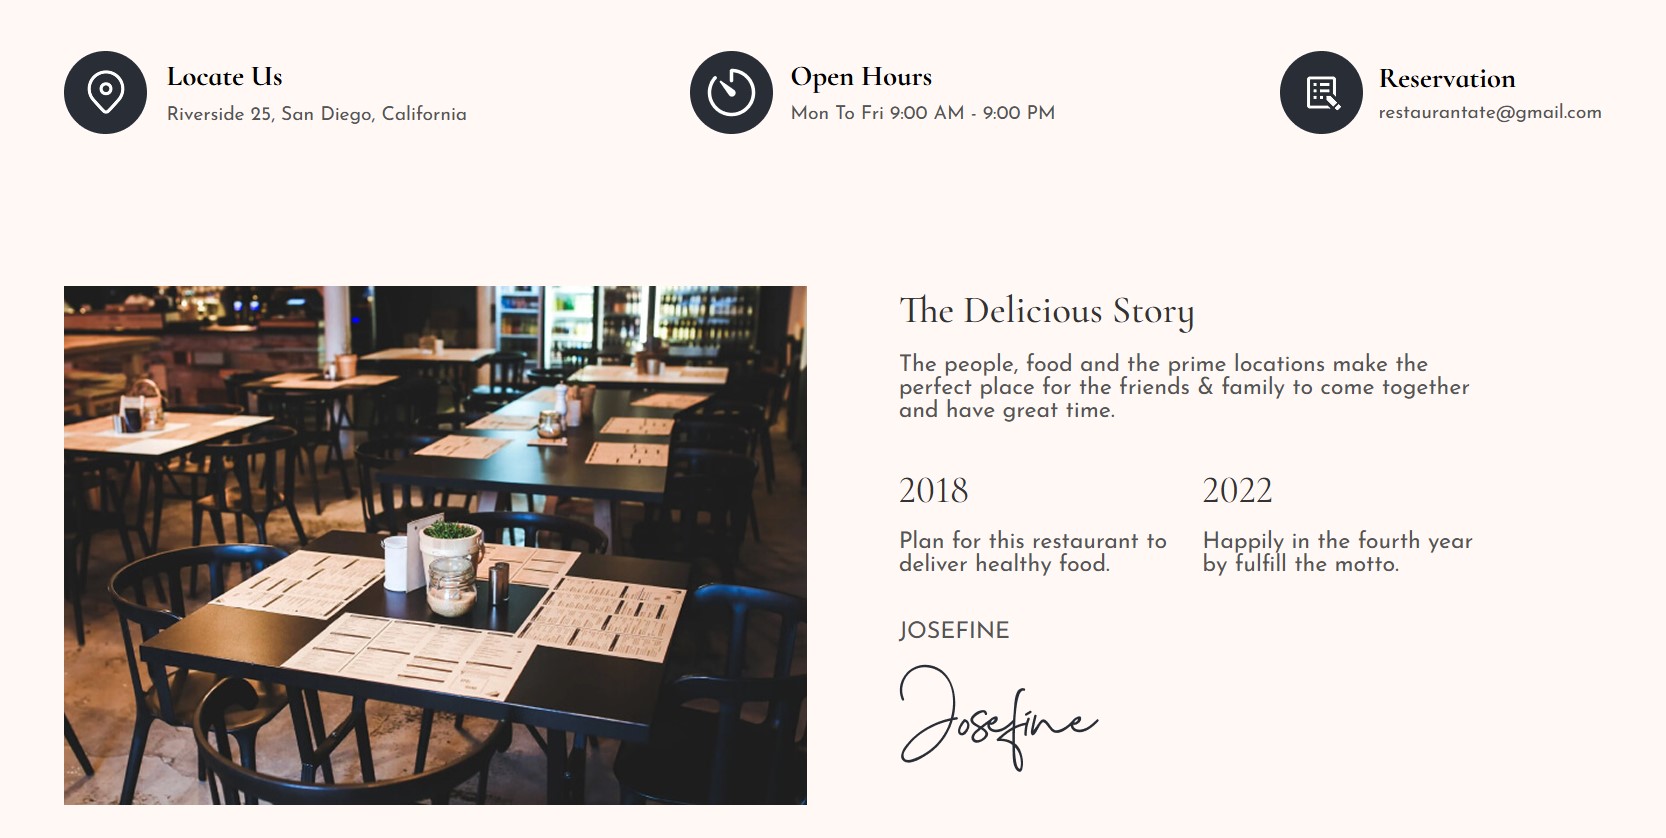 Locate Us
Riverside 25, San Diego, California
Open Hours
Mon To Fri 9:00 AM - 9:00 PM
Reservation
restaurantate@gmail.com
The Delicious Story
The people, food and the prime locations make the
perfect place for the friends & family to come together
and have great time.
2018
Plan for this restaurant to
deliver healthy food.
2022
Happily in the fourth year
by fulfill the motto.
JOSEFINE
Josefine